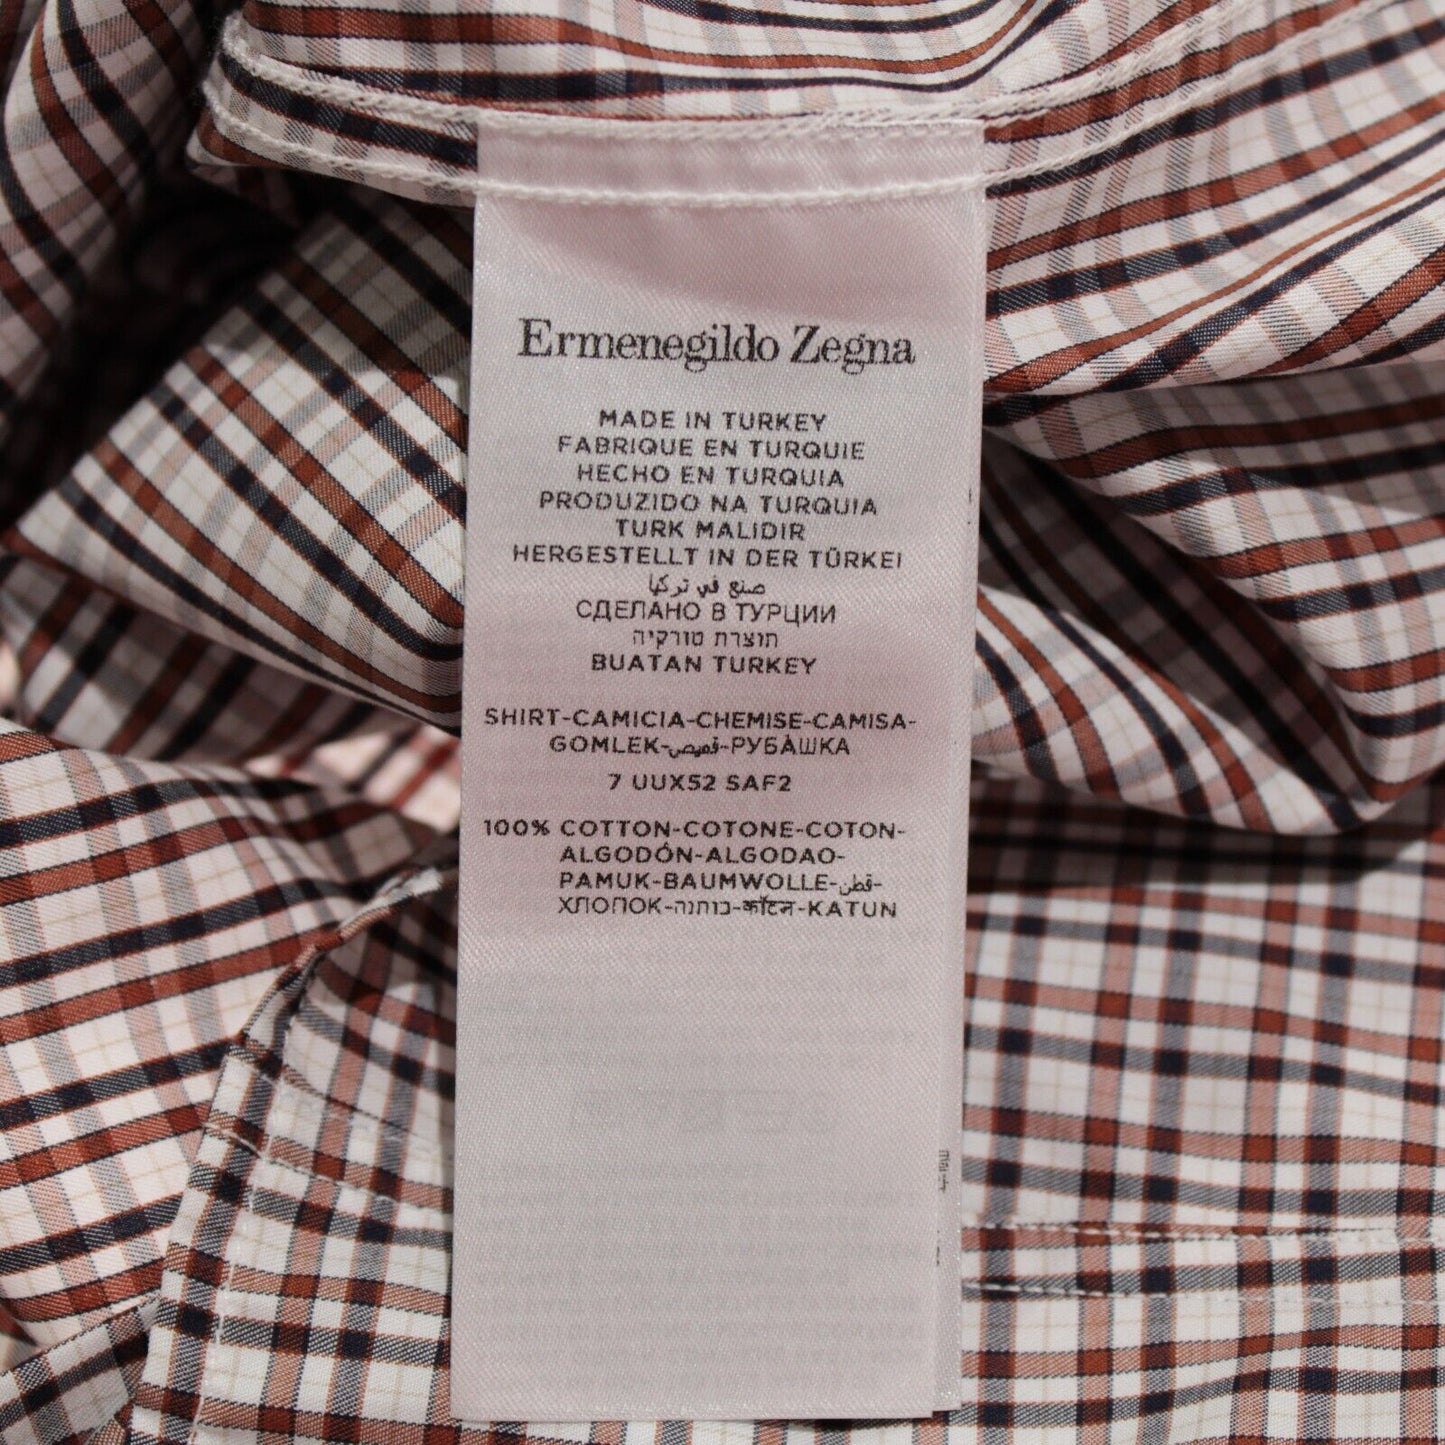 Ermenegildo Zegna
MADE IN TURKEY
FABRIQUE EN TURQUIE
HECHO EN TURQUIA
PRODUZIDO NA TURQUIA
TURK MALIDIR
HERGESTELLT IN DER TÜRKEI
صنع في تركيا
СДЕЛАНО В ТУРЦИИ
תוצרת טורקיה
BUATAN TURKEY
SHIRT-CAMICIA-CHEMISE-CAMISA-
GOMLEK-قميص-РУБАШКА
7 UUX52 SAF2
100% COTTON-COTONE-COTON-
ALGODÓN-ALGODAO-
PAMUK-BAUMWOLLE-قطن-
ХЛОПОК-כותנה-कॉटन-KATUN